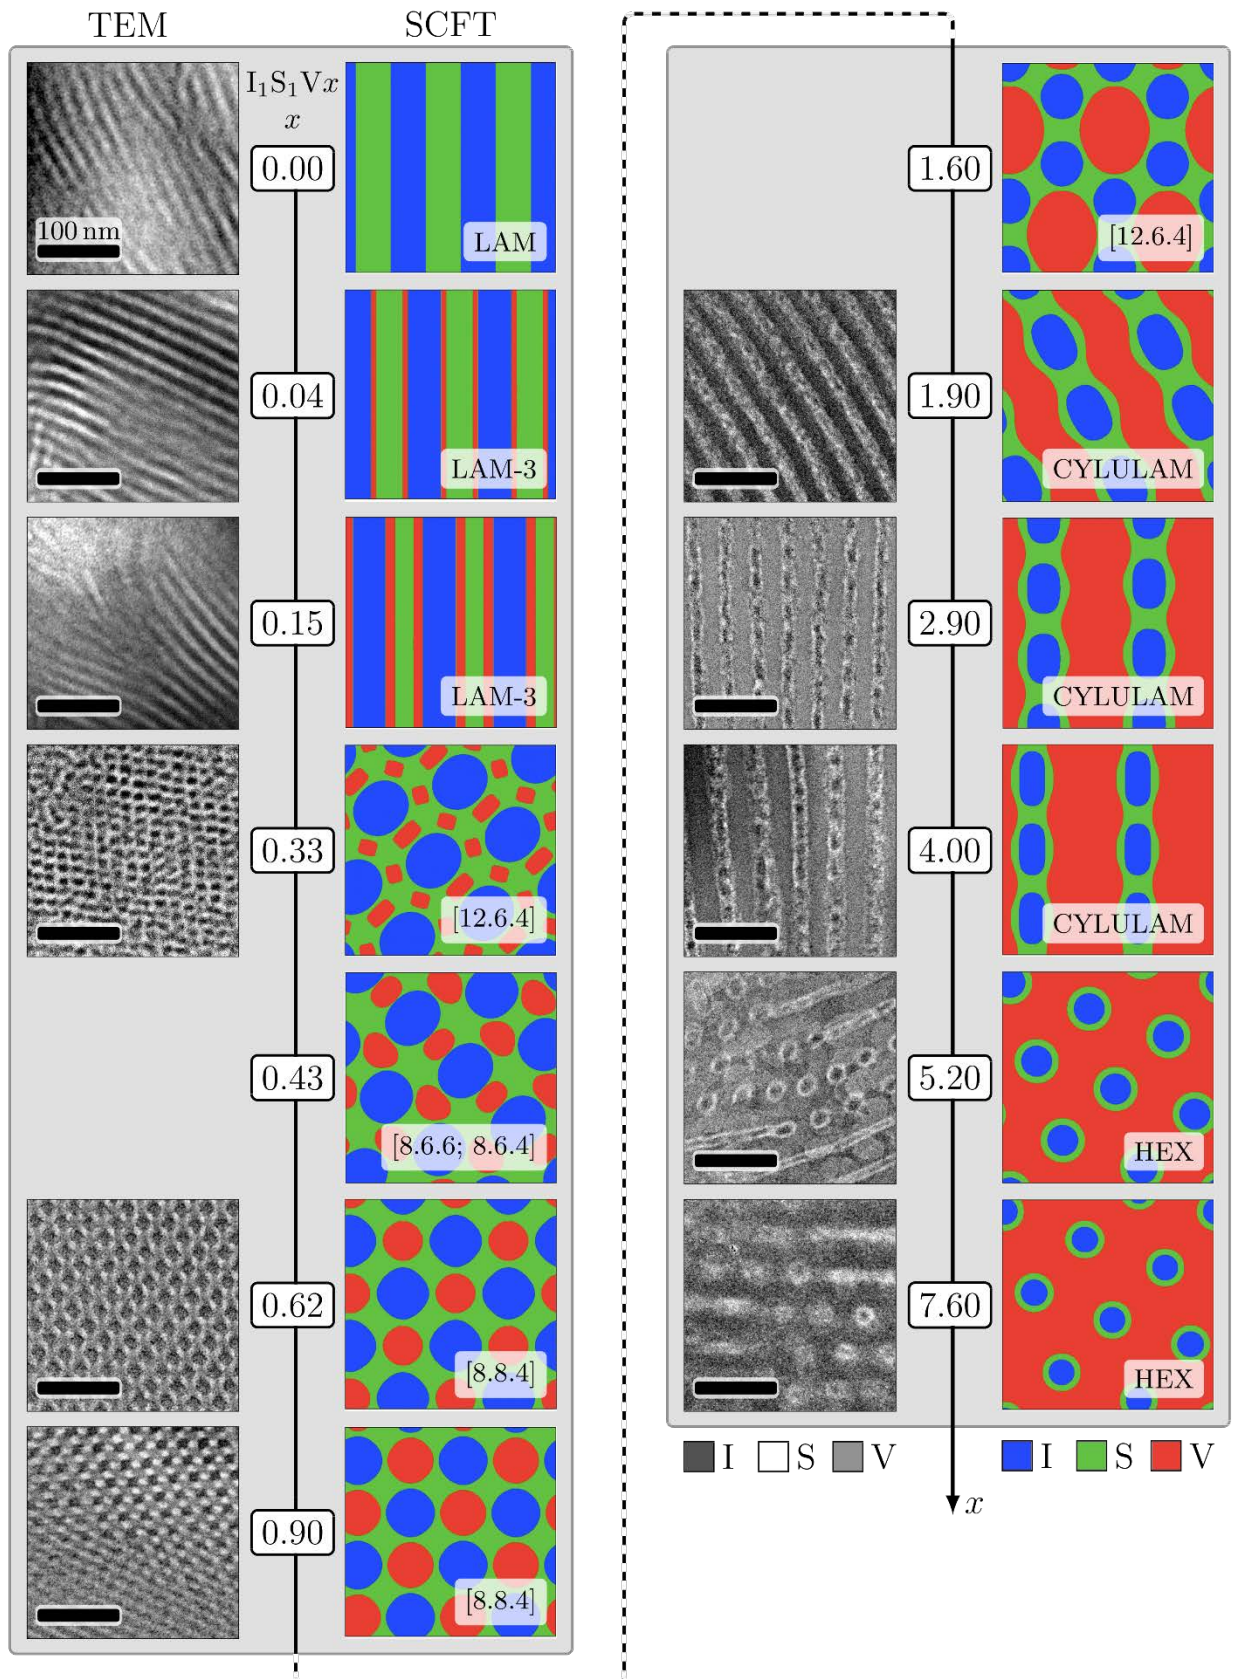 TEM SCFT
I₁S₁Vx
x
0.00
100 nm
LAM
0.04
LAM-3
0.15
LAM-3
0.33
[12.6.4]
0.43
[8.6.6; 8.6.4]
0.62
[8.8.4]
0.90
[8.8.4]
1.60
[12.6.4]
1.90
CYLULAM
2.90
CYLULAM
4.00
CYLULAM
5.20
HEX
7.60
HEX
I S V
I S V
x